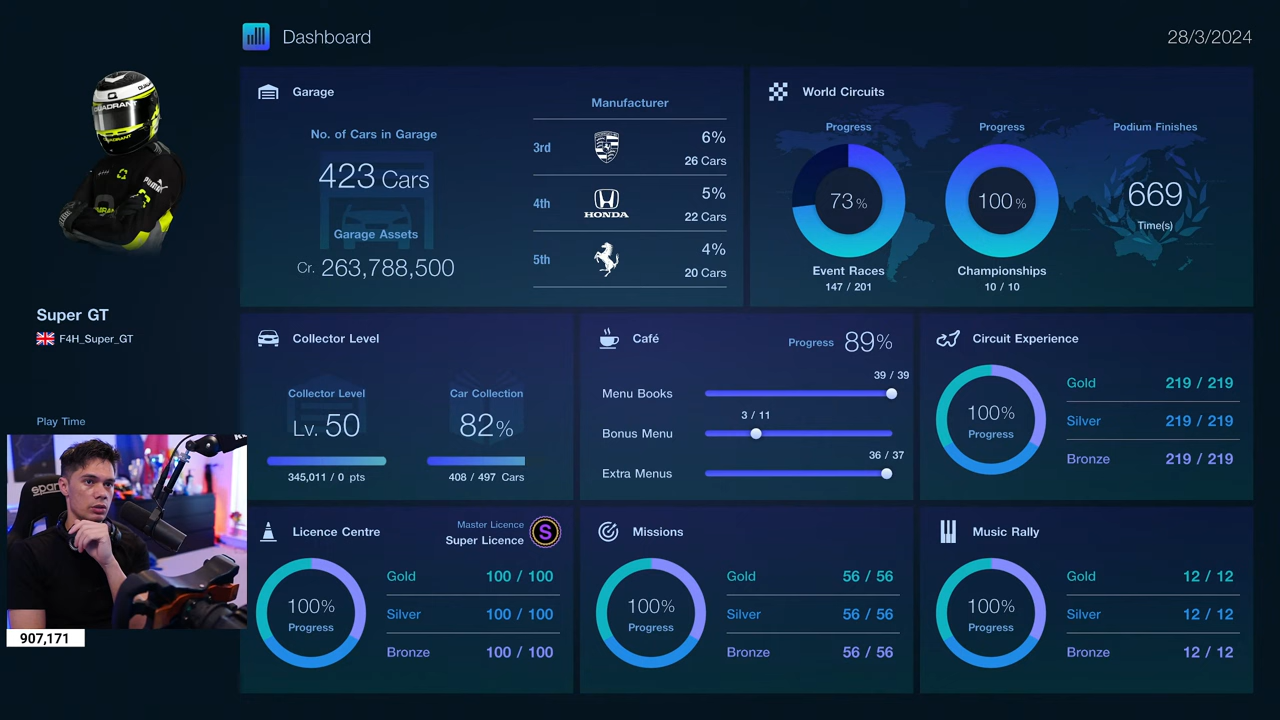 Dashboard
28/3/2024
Super GT
F4H_Super_GT
Play Time
907,171
Garage
No. of Cars in Garage
423 Cars
Garage Assets
Cr. 263,788,500
Manufacturer
3rd 6%
26 Cars
4th HONDA 5%
22 Cars
5th 4%
20 Cars
World Circuits
Progress
73%
Event Races
147 / 201
Progress
100%
Championships
10 / 10
Podium Finishes
669
Time(s)
Collector Level
Collector Level
Lv. 50
345,011 / 0 pts
Car Collection
82%
408 / 497 Cars
Café
Progress 89%
39 / 39
Menu Books
3 / 11
Bonus Menu
36 / 37
Extra Menus
Circuit Experience
100%
Progress
Gold 219 / 219
Silver 219 / 219
Bronze 219 / 219
Licence Centre
Master Licence
Super Licence
S
100%
Progress
Gold 100 / 100
Silver 100 / 100
Bronze 100 / 100
Missions
100%
Progress
Gold 56 / 56
Silver 56 / 56
Bronze 56 / 56
Music Rally
100%
Progress
Gold 12 / 12
Silver 12 / 12
Bronze 12 / 12
QUADRANT